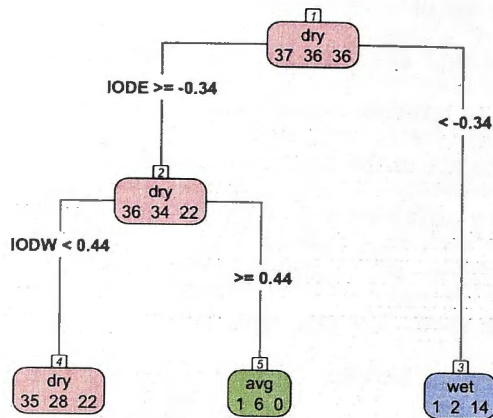 1
dry
37 36 36
IODE >= -0.34
< -0.34
2
dry
36 34 22
IODW < 0.44
>= 0.44
4
dry
35 28 22
5
avg
1 6 0
3
wet
1 2 14